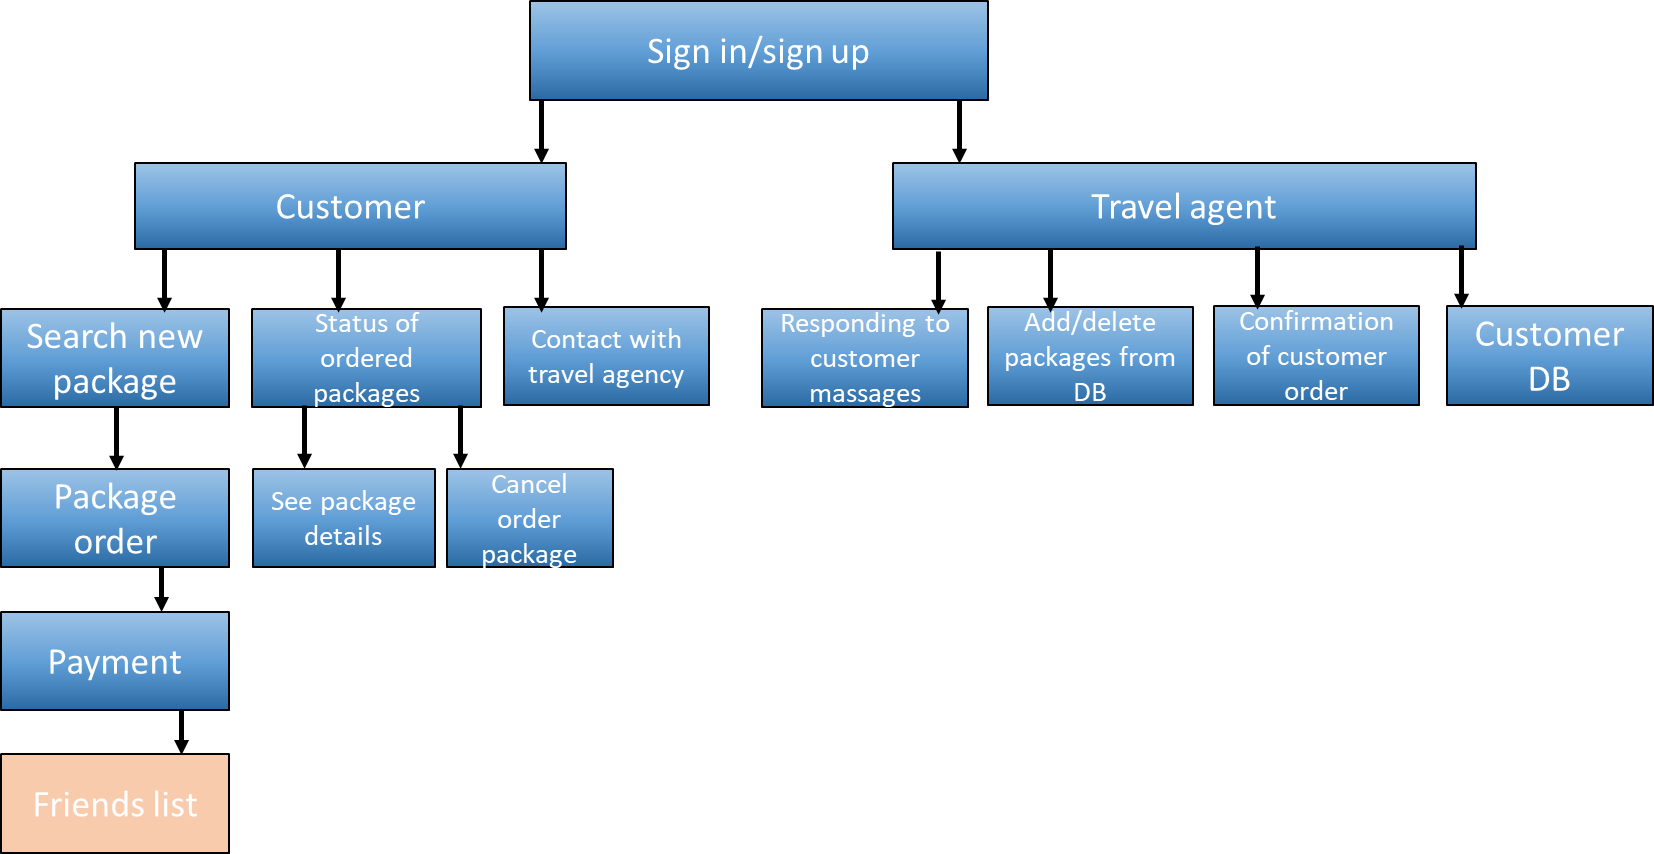 Sign in/sign up
Customer
Travel agent
Search new
package
Status of
ordered
packages
Contact with
travel agency
Responding to
customer
massages
Add/delete
packages from
DB
Confirmation
of customer
order
Customer
DB
Package
order
See package
details
Cancel
order
package
Payment
Friends list